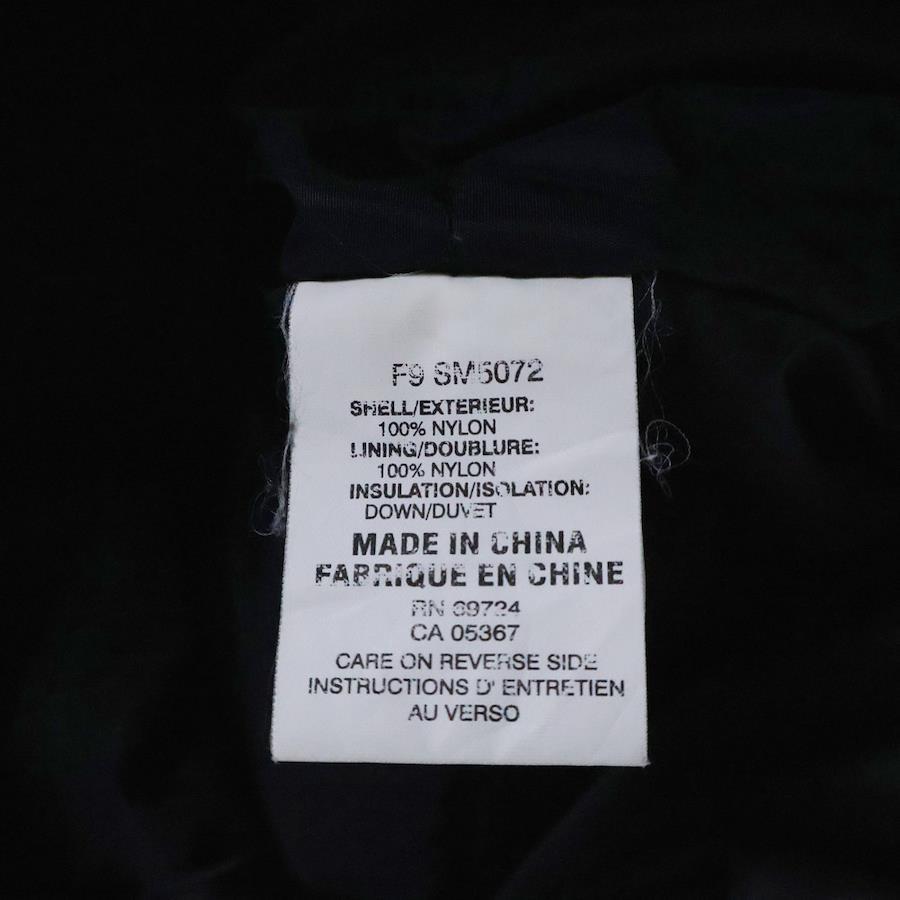 F9 SM5072
SHELL/EXTERIEUR:
100% NYLON
LINING/DOUBLURE:
100% NYLON
INSULATION/ISOLATION:
DOWN/DUVET
MADE IN CHINA
FABRIQUE EN CHINE
RN 69724
CA 05367
CARE ON REVERSE SIDE
INSTRUCTIONS D' ENTRETIEN
AU VERSO